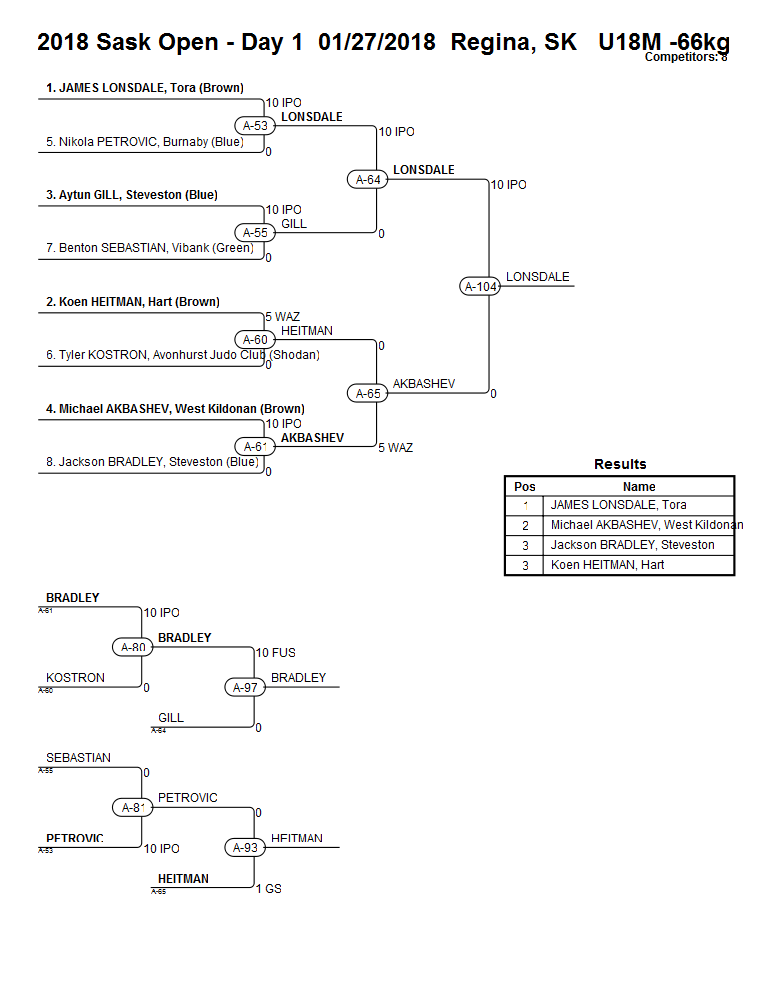 2018 Sask Open - Day 1  01/27/2018  Regina, SK   U18M -66kg
Competitors: 8
1. JAMES LONSDALE, Tora (Brown)
10 IPO
A-53
LONSDALE
5. Nikola PETROVIC, Burnaby (Blue)
0
10 IPO
A-64
LONSDALE
3. Aytun GILL, Steveston (Blue)
10 IPO
A-55
GILL
7. Benton SEBASTIAN, Vibank (Green)
0
0
10 IPO
A-104
LONSDALE
2. Koen HEITMAN, Hart (Brown)
5 WAZ
A-60
HEITMAN
6. Tyler KOSTRON, Avonhurst Judo Club (Shodan)
0
0
A-65
AKBASHEV
0
4. Michael AKBASHEV, West Kildonan (Brown)
10 IPO
A-61
AKBASHEV
8. Jackson BRADLEY, Steveston (Blue)
0
5 WAZ
Results
Pos Name
1 JAMES LONSDALE, Tora
2 Michael AKBASHEV, West Kildonan
3 Jackson BRADLEY, Steveston
3 Koen HEITMAN, Hart
BRADLEY
A-61
10 IPO
A-80
BRADLEY
KOSTRON
A-60
0
10 FUS
A-97
BRADLEY
GILL
A-64
0
SEBASTIAN
A-55
0
A-81
PETROVIC
PETROVIC
A-53
10 IPO
0
A-93
HEITMAN
HEITMAN
A-65
1 GS